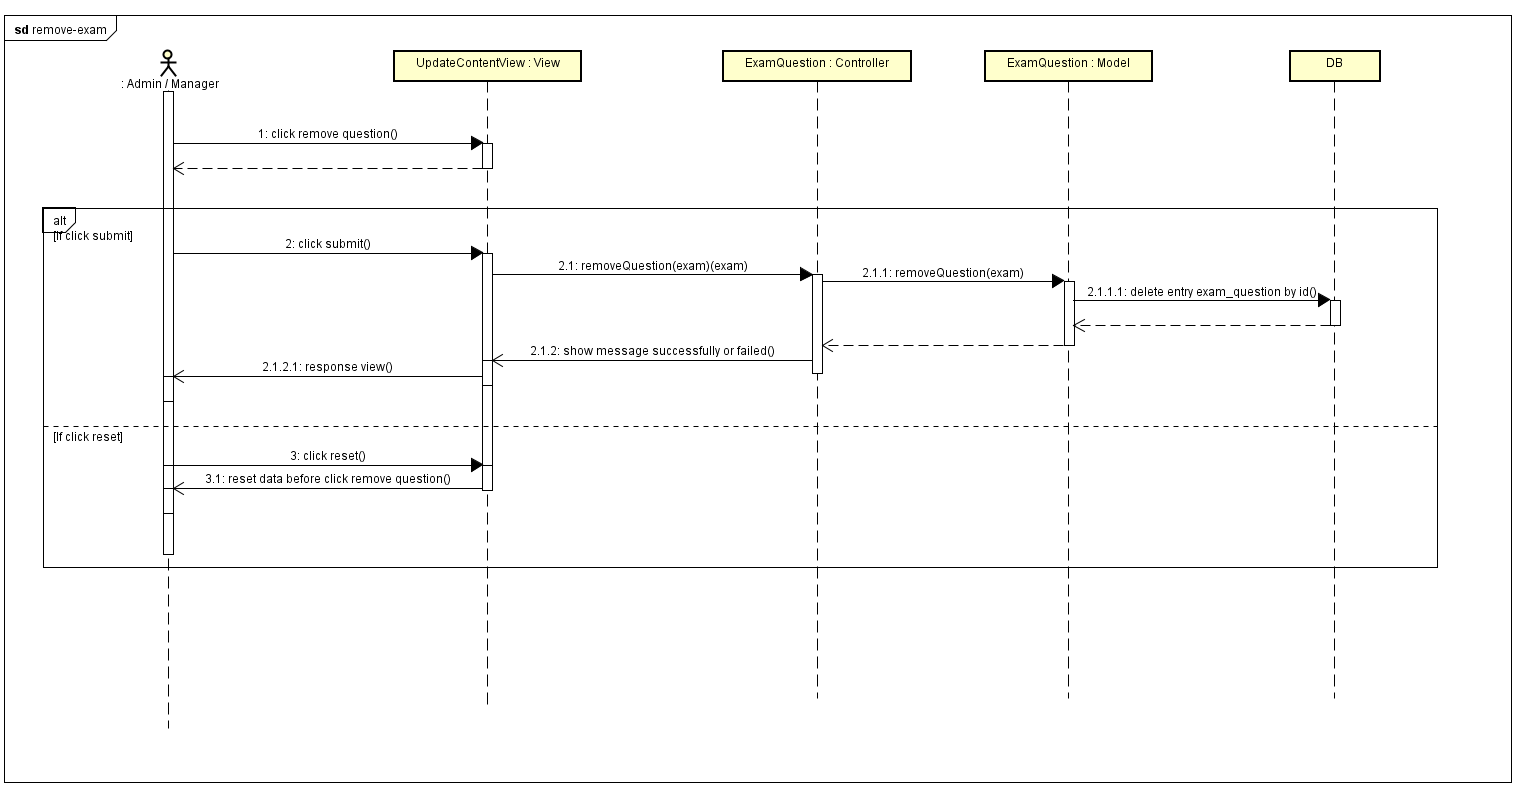 sd remove-exam
: Admin / Manager
UpdateContentView : View
ExamQuestion : Controller
ExamQuestion : Model
DB
1: click remove question()
alt
[If click submit]
2: click submit()
2.1: removeQuestion(exam)(exam)
2.1.1: removeQuestion(exam)
2.1.1.1: delete entry exam_question by id()
2.1.2: show message successfully or failed()
2.1.2.1: response view()
[If click reset]
3: click reset()
3.1: reset data before click remove question()